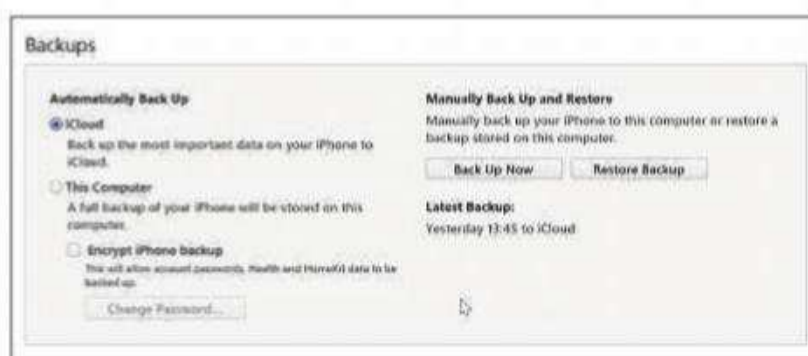 Backups
Automatically Back Up
iCloud
Back up the most important data on your iPhone to
iCloud.
This Computer
A full backup of your iPhone will be stored on this
computer.
Encrypt iPhone backup
This will allow account passwords, Health and HomeKit data to be
backed up.
Change Password...
Manually Back Up and Restore
Manually back up your iPhone to this computer or restore a
backup stored on this computer.
Back Up Now
Restore Backup
Latest Backup:
Yesterday 13:45 to iCloud